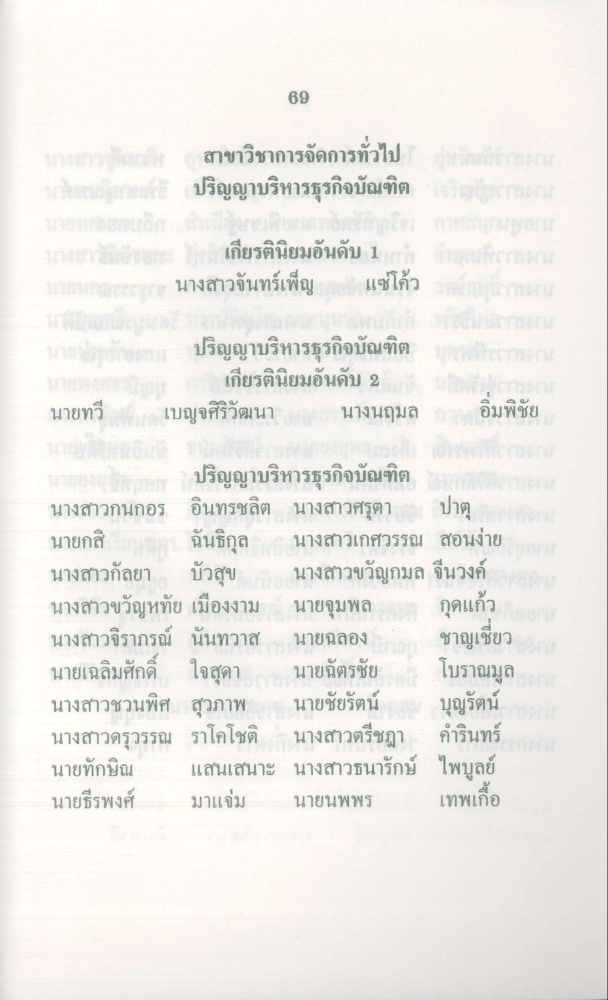 69
สาขาวิชาการจัดการทั่วไป
ปริญญาบริหารธุรกิจบัณฑิต
เกียรตินิยมอันดับ 1
นางสาวจันทร์เพ็ญ แซ่โค้ว
ปริญญาบริหารธุรกิจบัณฑิต
เกียรตินิยมอันดับ 2
นายทวี เบญจศิริวัฒนา นางนฤมล อิ่มพิชัย
ปริญญาบริหารธุรกิจบัณฑิต
นางสาวกนกอร อินทรชลิต นางสาวศรุตา ปาตุ
นายกสิ ฉันธิกุล นางสาวเกศวรรณ สอนง่าย
นางสาวกัลยา บัวสุข นางสาวขวัญกมล จีนวงค์
นางสาวขวัญหทัย เมืองงาม นายจุมพล กุดแก้ว
นางสาวจิราภรณ์ นันทวาส นายฉลอง ชาญเชี่ยว
นายเฉลิมศักดิ์ ใจสุดา นายฉัตรชัย โบราณมูล
นางสาวชวนพิศ สุวภาพ นายชัยรัตน์ บุญรัตน์
นางสาวดรุวรรณ ราโคโชติ นางสาวตรีชฎา คำรินทร์
นายทักษิณ แสนเสนาะ นางสาวธนารักษ์ ไพบูลย์
นายธีรพงศ์ มาแจ่ม นายนพพร เทพเกื้อ